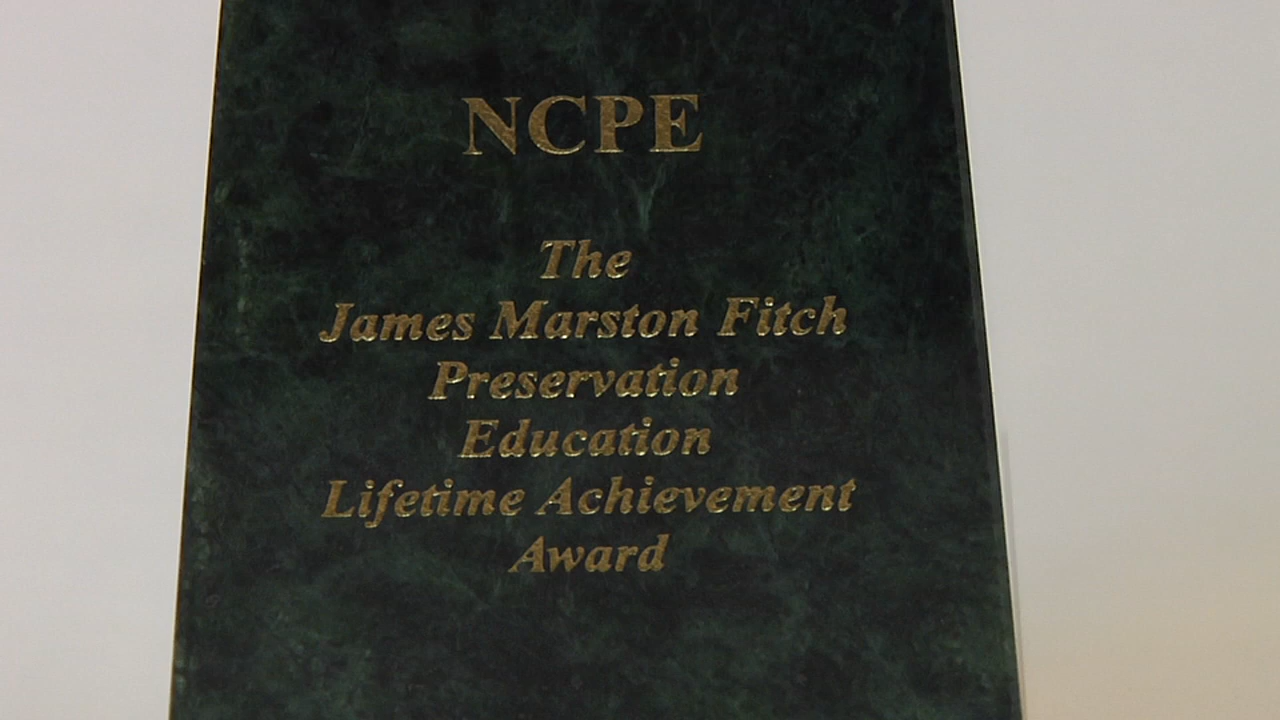 NCPE
The
James Marston Fitch
Preservation
Education
Lifetime Achievement
Award